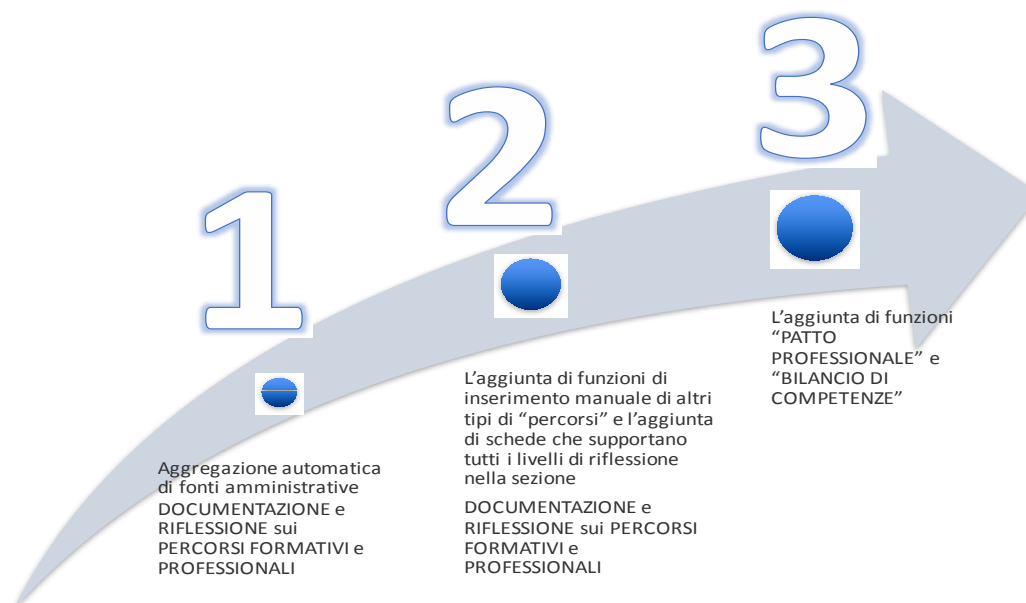 1
Aggregazione automatica
di fonti amministrative
DOCUMENTAZIONE e
RIFLESSIONE sui
PERCORSI FORMATIVI e
PROFESSIONALI
2
L’aggiunta di funzioni di
inserimento manuale di altri
tipi di “percorsi” e l’aggiunta
di schede che supportano
tutti i livelli di riflessione
nella sezione
DOCUMENTAZIONE e
RIFLESSIONE sui PERCORSI
FORMATIVI e
PROFESSIONALI
3
L’aggiunta di funzioni
“PATTO
PROFESSIONALE” e
“BILANCIO DI
COMPETENZE”